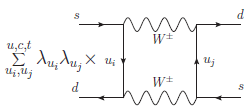 s d
W±
u,c,t
∑ λ_{u_i} λ_{u_j} × u_i u_j
u_i,u_j
W±
d s